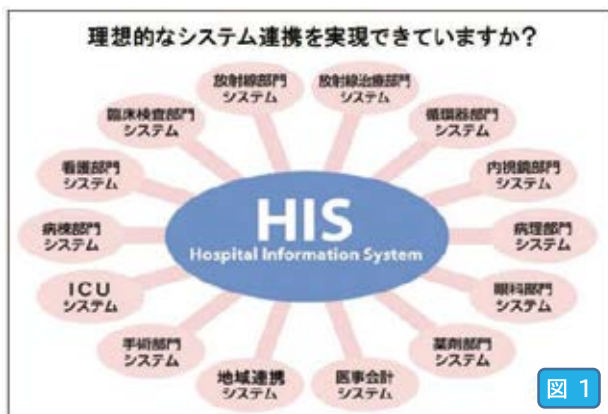 理想的なシステム連携を実現できていますか？
放射線部門
システム
放射線治療部門
システム
臨床検査部門
システム
循環器部門
システム
看護部門
システム
内視鏡部門
システム
病棟部門
システム
HIS
Hospital Information System
病理部門
システム
ICU
システム
眼科部門
システム
手術部門
システム
薬剤部門
システム
地域連携
システム
医事会計
システム
図 1